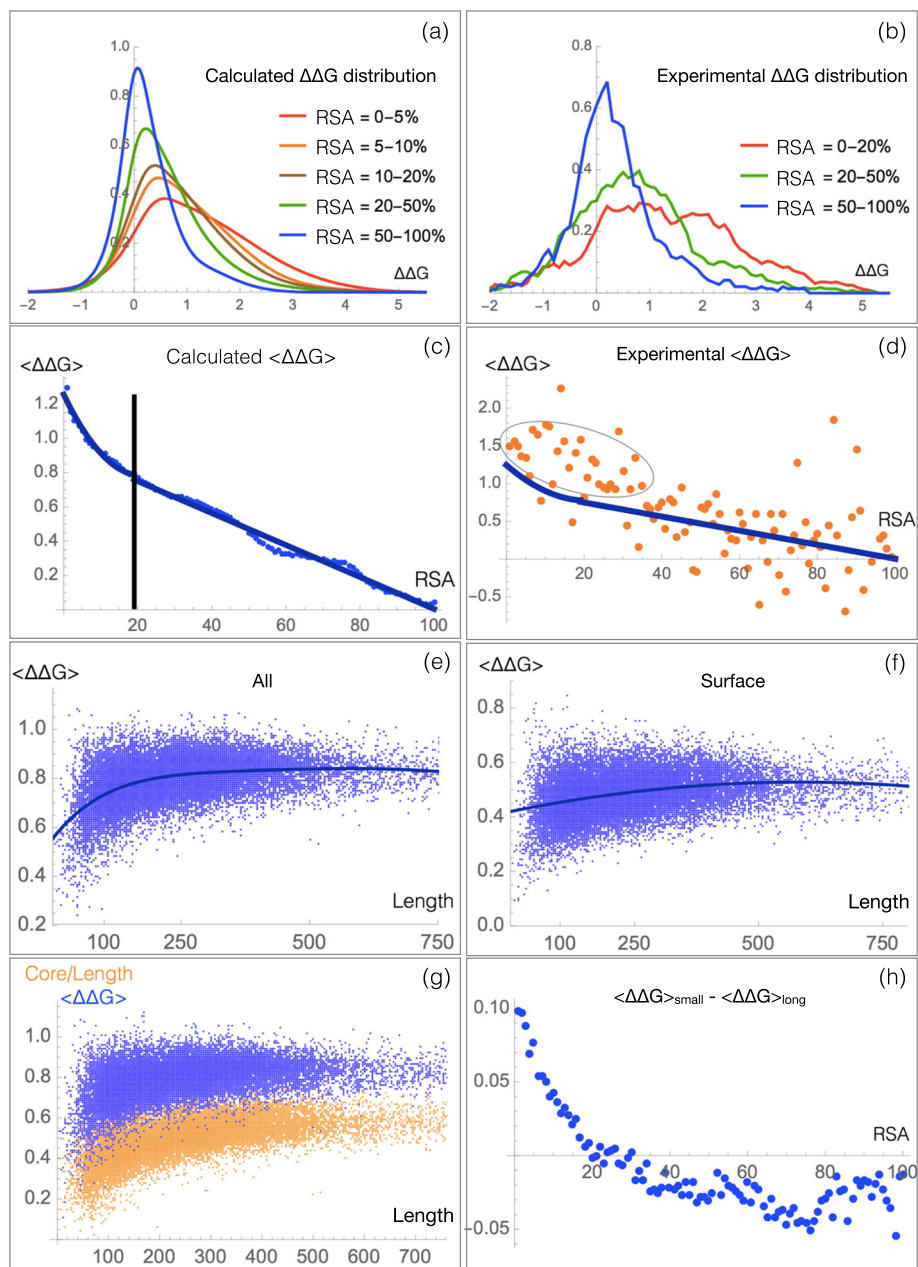 (a)
Calculated ΔΔG distribution
1.0
0.8
0.6
0.4
0.2
RSA = 0–5%
RSA = 5–10%
RSA = 10–20%
RSA = 20–50%
RSA = 50–100%
ΔΔG
−2 −1 0 1 2 3 4 5
(b)
Experimental ΔΔG distribution
0.8
0.6
0.4
0.2
RSA = 0–20%
RSA = 20–50%
RSA = 50–100%
ΔΔG
−2 −1 0 1 2 3 4 5
(c)
Calculated <ΔΔG>
<ΔΔG>
1.2
1.0
0.8
0.6
0.4
0.2
RSA
20 40 60 80 100
(d)
Experimental <ΔΔG>
<ΔΔG>
2.0
1.5
1.0
0.5
−0.5
RSA
20 40 60 80 100
(e)
<ΔΔG>
All
1.0
0.8
0.6
0.4
0.2
Length
100 250 500 750
(f)
<ΔΔG>
Surface
0.8
0.6
0.4
0.2
0.0
Length
100 250 500 750
(g)
Core/Length
<ΔΔG>
1.0
0.8
0.6
0.4
0.2
Length
100 200 300 400 500 600 700
(h)
<ΔΔG>small - <ΔΔG>long
0.10
0.05
−0.05
RSA
20 40 60 80 100